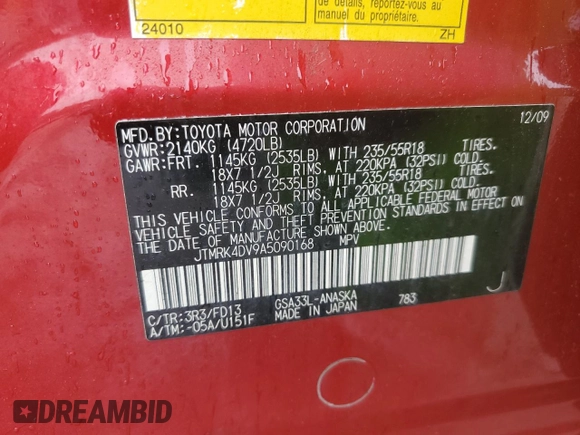 de détails, reportez-vous au
manuel du propriétaire.
24010 ZH
12/09
MFD.BY:TOYOTA MOTOR CORPORATION
GVWR:2140KG (4720LB)
GAWR:FRT. 1145KG (2535LB) WITH 235/55R18 TIRES.
18X7 1/2J RIMS, AT 220KPA (32PSI) COLD.
RR. 1145KG (2535LB) WITH 235/55R18 TIRES.
18X7 1/2J RIMS, AT 220KPA (32PSI) COLD.
THIS VEHICLE CONFORMS TO ALL APPLICABLE FEDERAL MOTOR
VEHICLE SAFETY AND THEFT PREVENTION STANDARDS IN EFFECT
ON THE DATE OF MANUFACTURE SHOWN ABOVE.
JTMRK4DV9A5090168 MPV
C/TR:3R3/FD13 GSA33L-ANASKA 783 J
A/TM:-05A/U151F MADE IN JAPAN
DREAMBID